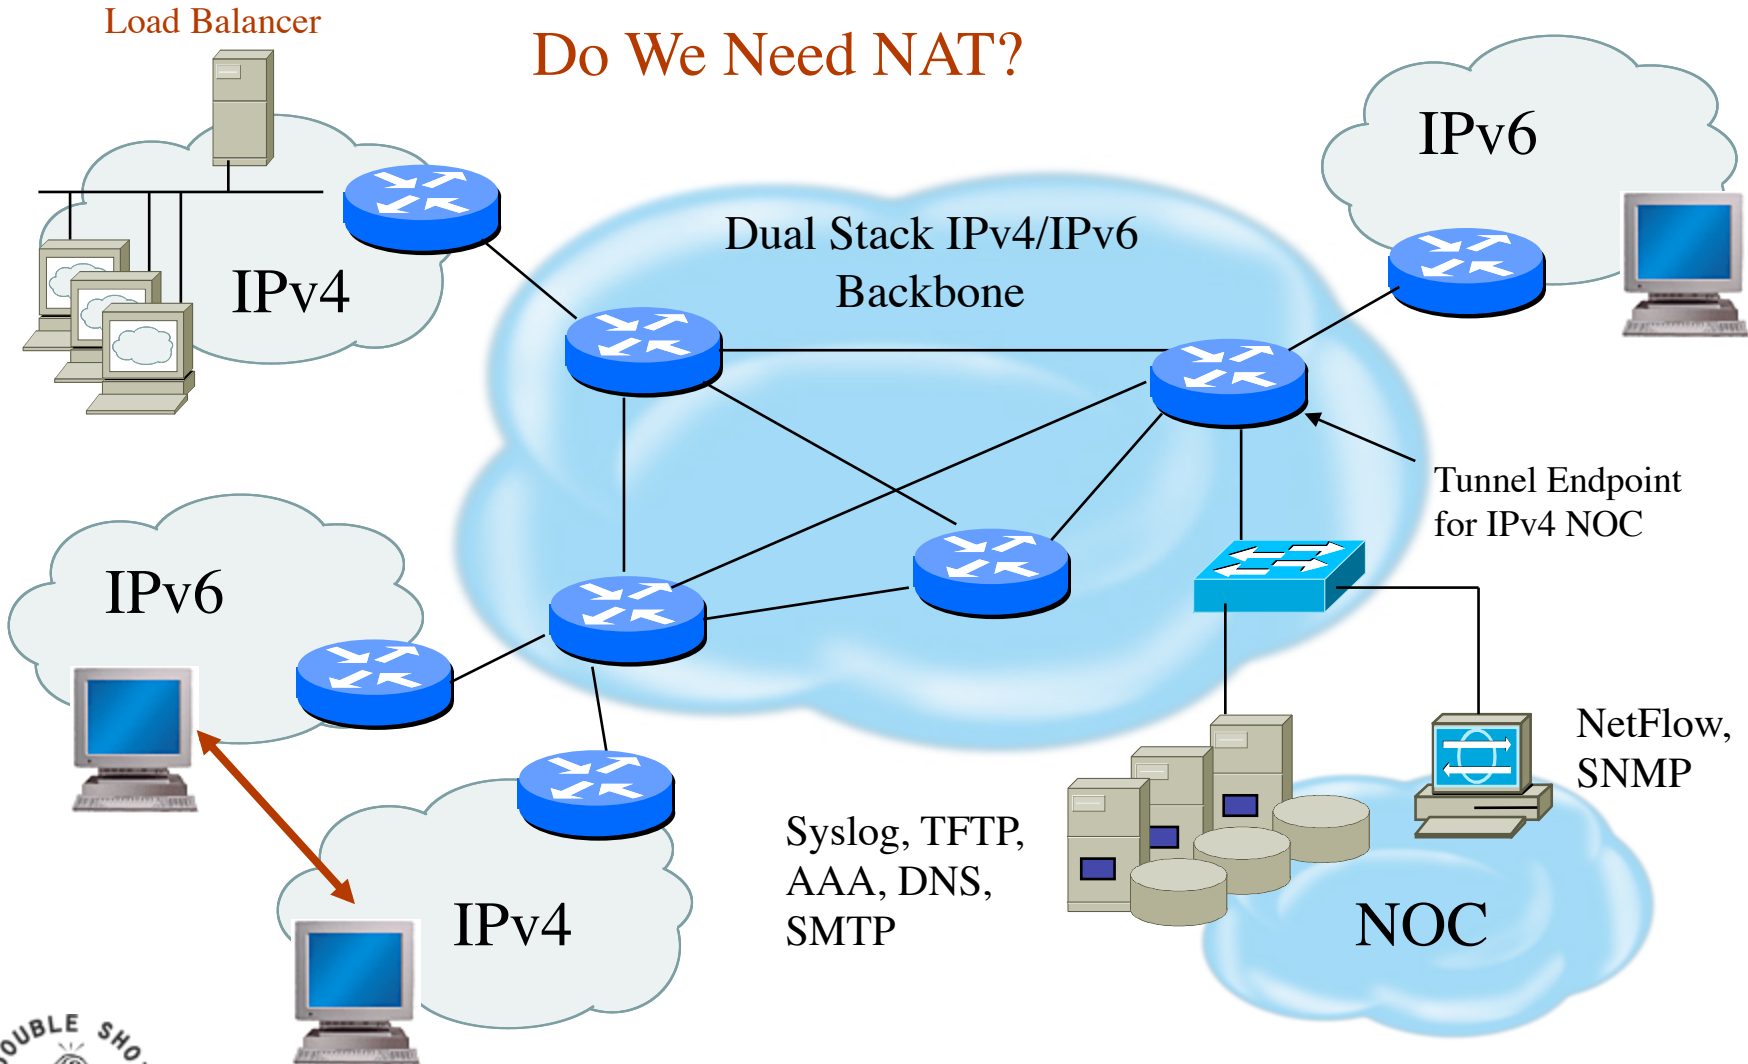 Load Balancer
Do We Need NAT?
IPv6
Dual Stack IPv4/IPv6
Backbone
IPv4
Tunnel Endpoint
for IPv4 NOC
IPv6
NetFlow,
SNMP
Syslog, TFTP,
AAA, DNS,
SMTP
IPv4
NOC